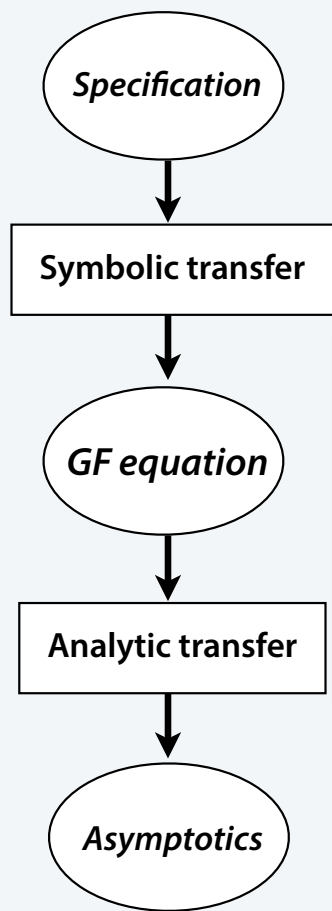 Specification
Symbolic transfer
GF equation
Analytic transfer
Asymptotics